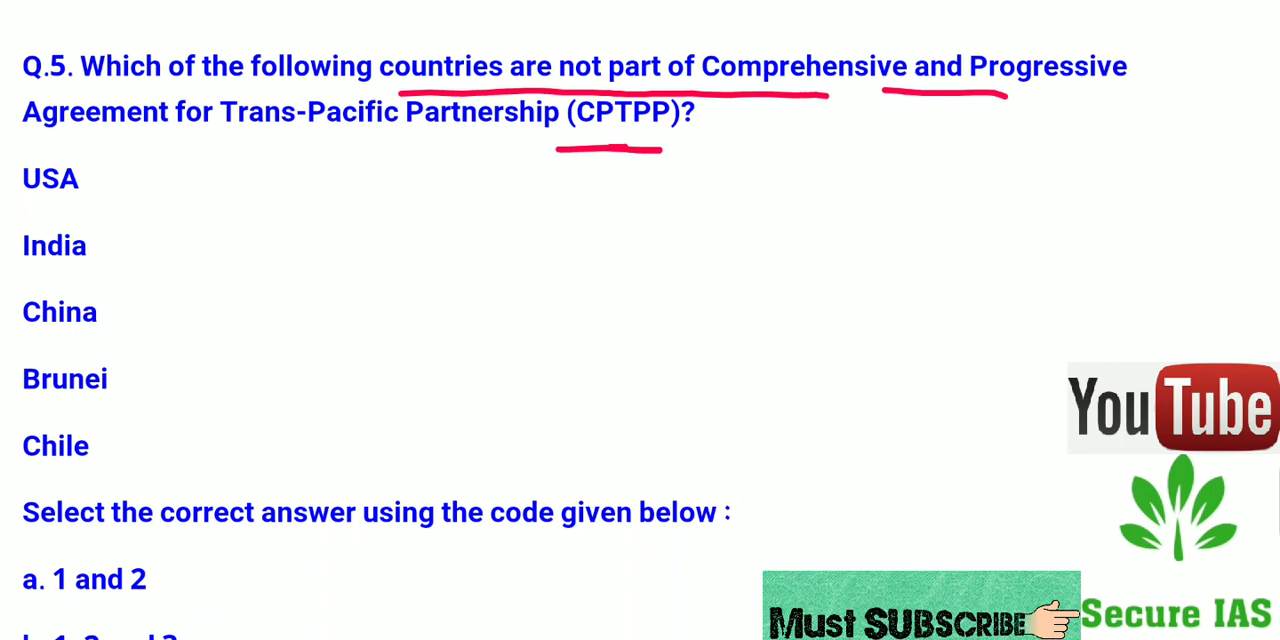 Q.5. Which of the following countries are not part of Comprehensive and Progressive
Agreement for Trans-Pacific Partnership (CPTPP)?
USA
India
China
Brunei
Chile
Select the correct answer using the code given below :
a. 1 and 2
YouTube
Must SUBSCRIBE
Secure IAS